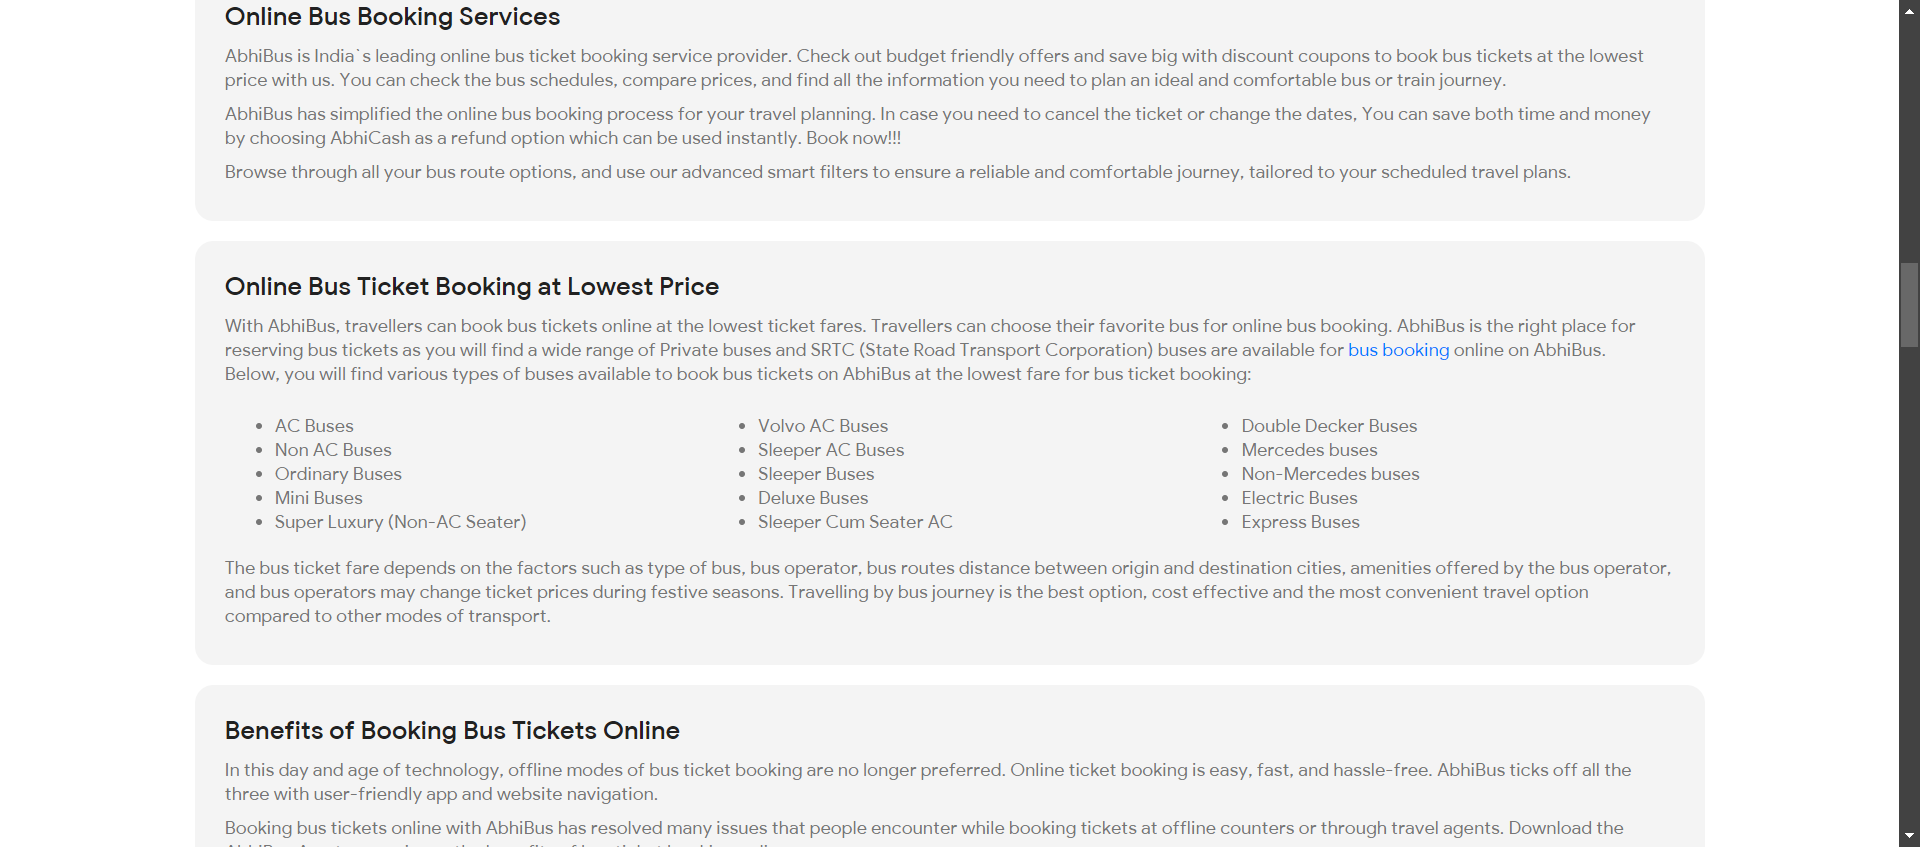 Online Bus Booking Services
AbhiBus is India`s leading online bus ticket booking service provider. Check out budget friendly offers and save big with discount coupons to book bus tickets at the lowest
price with us. You can check the bus schedules, compare prices, and find all the information you need to plan an ideal and comfortable bus or train journey.
AbhiBus has simplified the online bus booking process for your travel planning. In case you need to cancel the ticket or change the dates, You can save both time and money
by choosing AbhiCash as a refund option which can be used instantly. Book now!!!
Browse through all your bus route options, and use our advanced smart filters to ensure a reliable and comfortable journey, tailored to your scheduled travel plans.
Online Bus Ticket Booking at Lowest Price
With AbhiBus, travellers can book bus tickets online at the lowest ticket fares. Travellers can choose their favorite bus for online bus booking. AbhiBus is the right place for
reserving bus tickets as you will find a wide range of Private buses and SRTC (State Road Transport Corporation) buses are available for bus booking online on AbhiBus.
Below, you will find various types of buses available to book bus tickets on AbhiBus at the lowest fare for bus ticket booking:
• AC Buses
• Non AC Buses
• Ordinary Buses
• Mini Buses
• Super Luxury (Non-AC Seater)
• Volvo AC Buses
• Sleeper AC Buses
• Sleeper Buses
• Deluxe Buses
• Sleeper Cum Seater AC
• Double Decker Buses
• Mercedes buses
• Non-Mercedes buses
• Electric Buses
• Express Buses
The bus ticket fare depends on the factors such as type of bus, bus operator, bus routes distance between origin and destination cities, amenities offered by the bus operator,
and bus operators may change ticket prices during festive seasons. Travelling by bus journey is the best option, cost effective and the most convenient travel option
compared to other modes of transport.
Benefits of Booking Bus Tickets Online
In this day and age of technology, offline modes of bus ticket booking are no longer preferred. Online ticket booking is easy, fast, and hassle-free. AbhiBus ticks off all the
three with user-friendly app and website navigation.
Booking bus tickets online with AbhiBus has resolved many issues that people encounter while booking tickets at offline counters or through travel agents. Download the